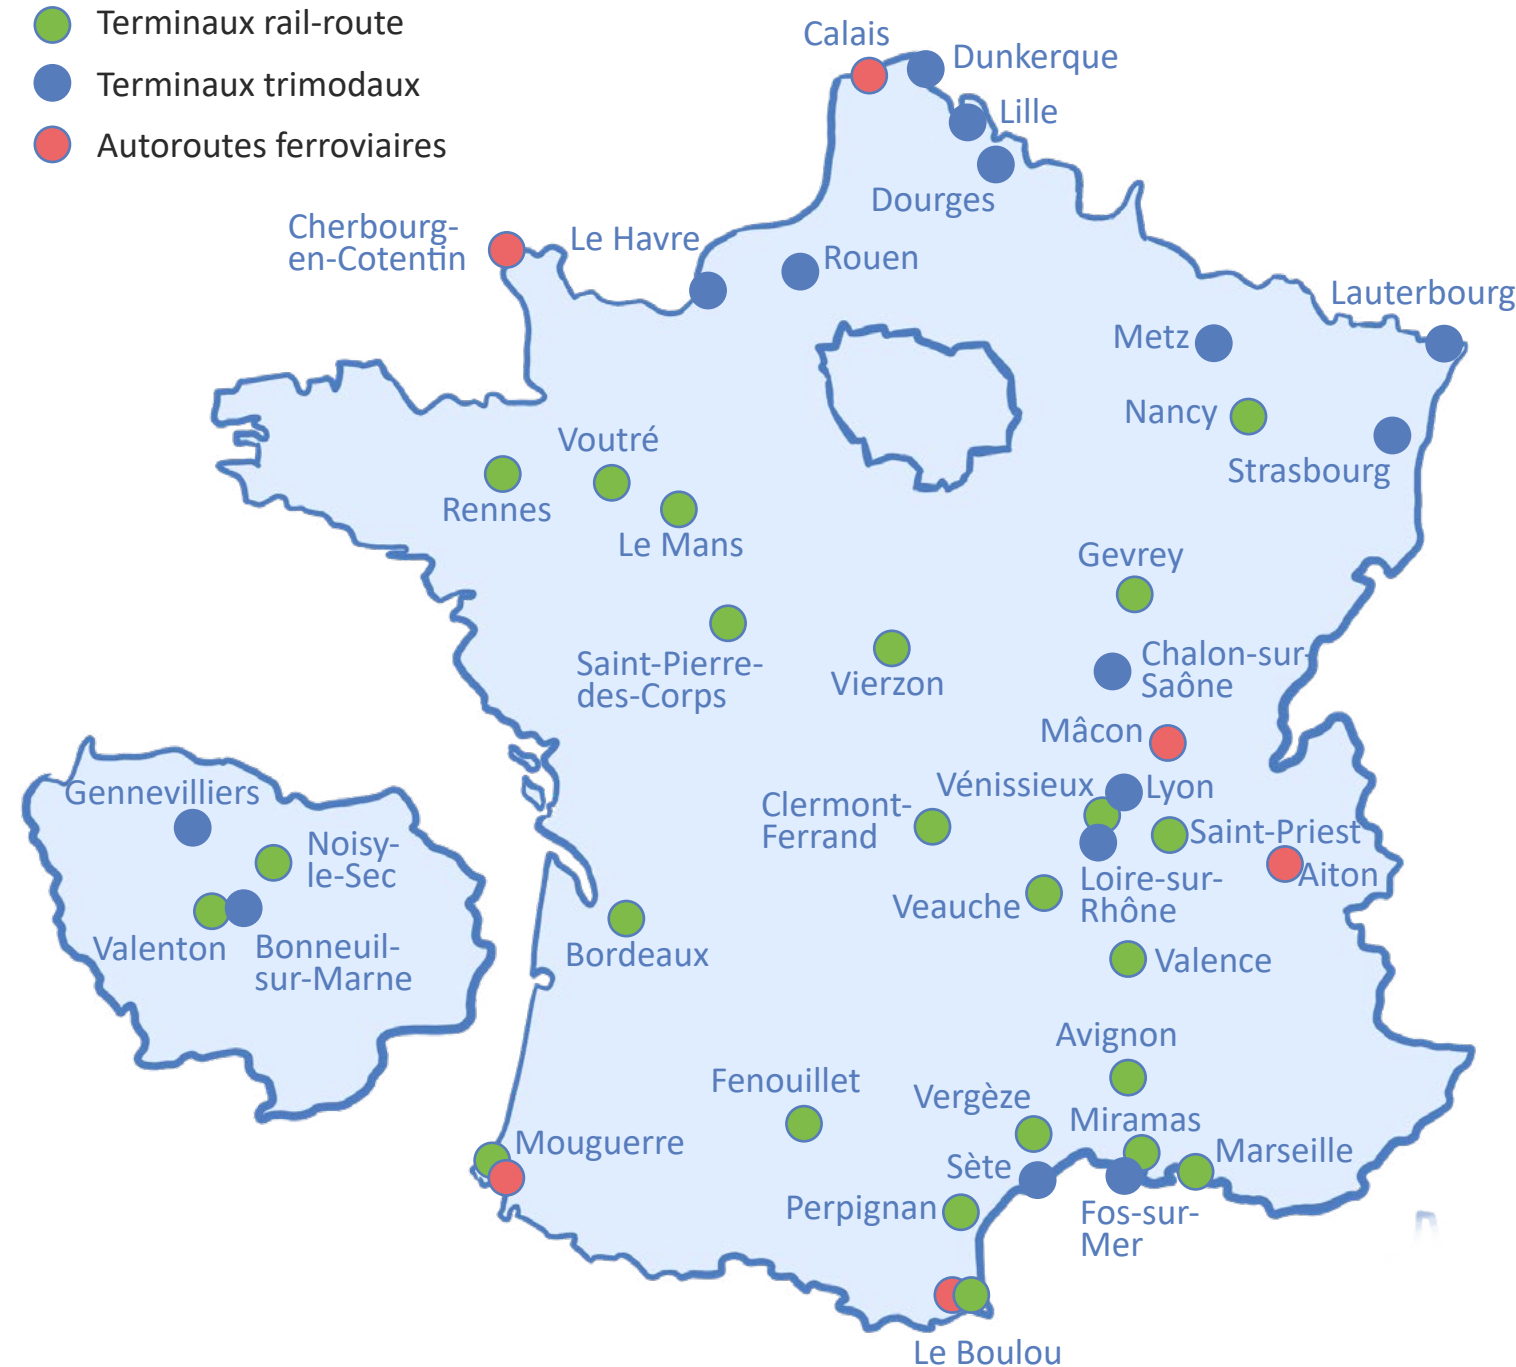 Terminaux rail-route
Terminaux trimodaux
Autoroutes ferroviaires
Calais
Dunkerque
Lille
Dourges
Cherbourg-
en-Cotentin
Le Havre
Rouen
Lauterbourg
Metz
Nancy
Strasbourg
Voutré
Rennes
Le Mans
Gevrey
Saint-Pierre-
des-Corps
Vierzon
Chalon-sur-
Saône
Mâcon
Vénissieux
Lyon
Clermont-
Ferrand
Saint-Priest
Aiton
Loire-sur-
Rhône
Veauche
Gennevilliers
Noisy-
le-Sec
Valenton
Bonneuil-
sur-Marne
Bordeaux
Valence
Avignon
Fenouillet
Vergèze
Miramas
Mouguerre
Sète
Marseille
Perpignan
Fos-sur-
Mer
Le Boulou